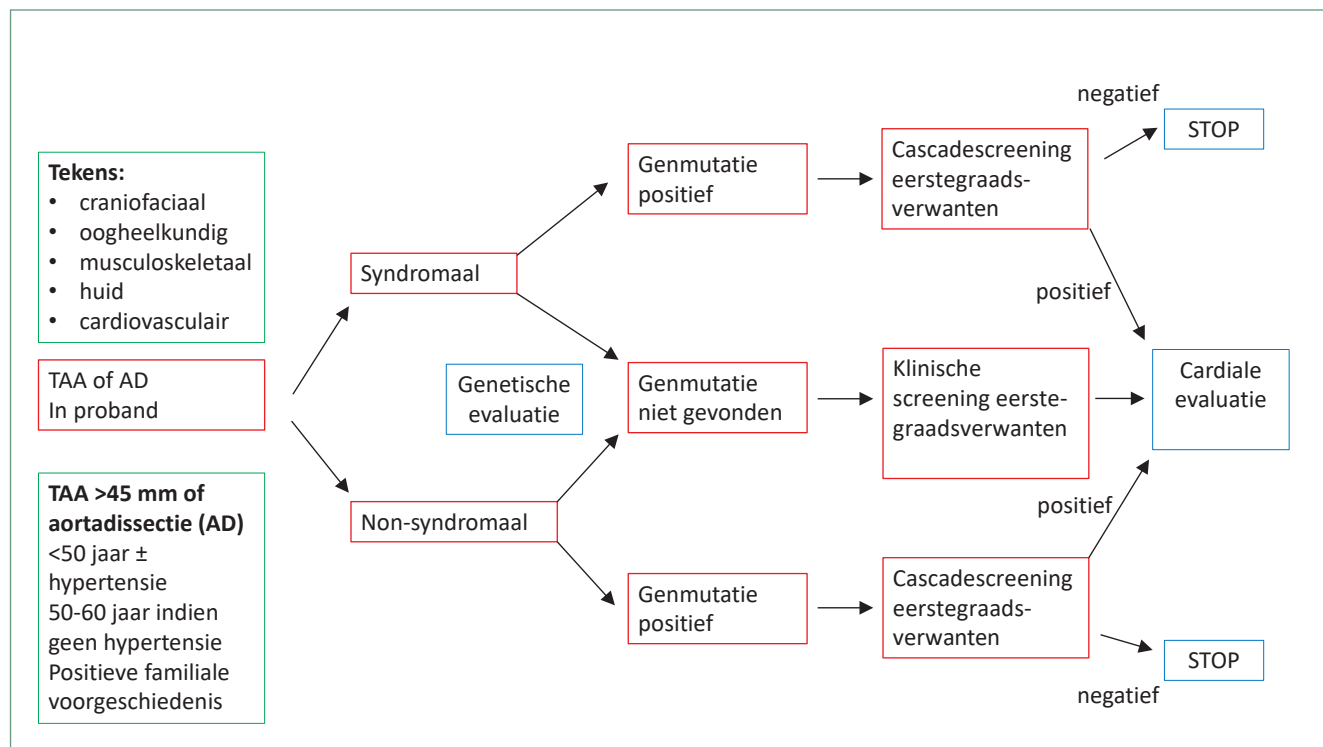 Tekens:
• craniofaciaal
• oogheelkundig
• musculoskeletaal
• huid
• cardiovasculair
TAA of AD
In proband
TAA >45 mm of
aortadissectie (AD)
<50 jaar ±
hypertensie
50-60 jaar indien
geen hypertensie
Positieve familiale
voorgeschiedenis
Syndromaal
Genetische
evaluatie
Non-syndromaal
Genmutatie
positief
Genmutatie
niet gevonden
Genmutatie
positief
Cascadescreening
eerstegraads-
verwanten
Klinische
screening eerste-
graadsverwanten
Cascadescreening
eerstegraads-
verwanten
negatief
STOP
positief
Cardiale
evaluatie
positief
STOP
negatief